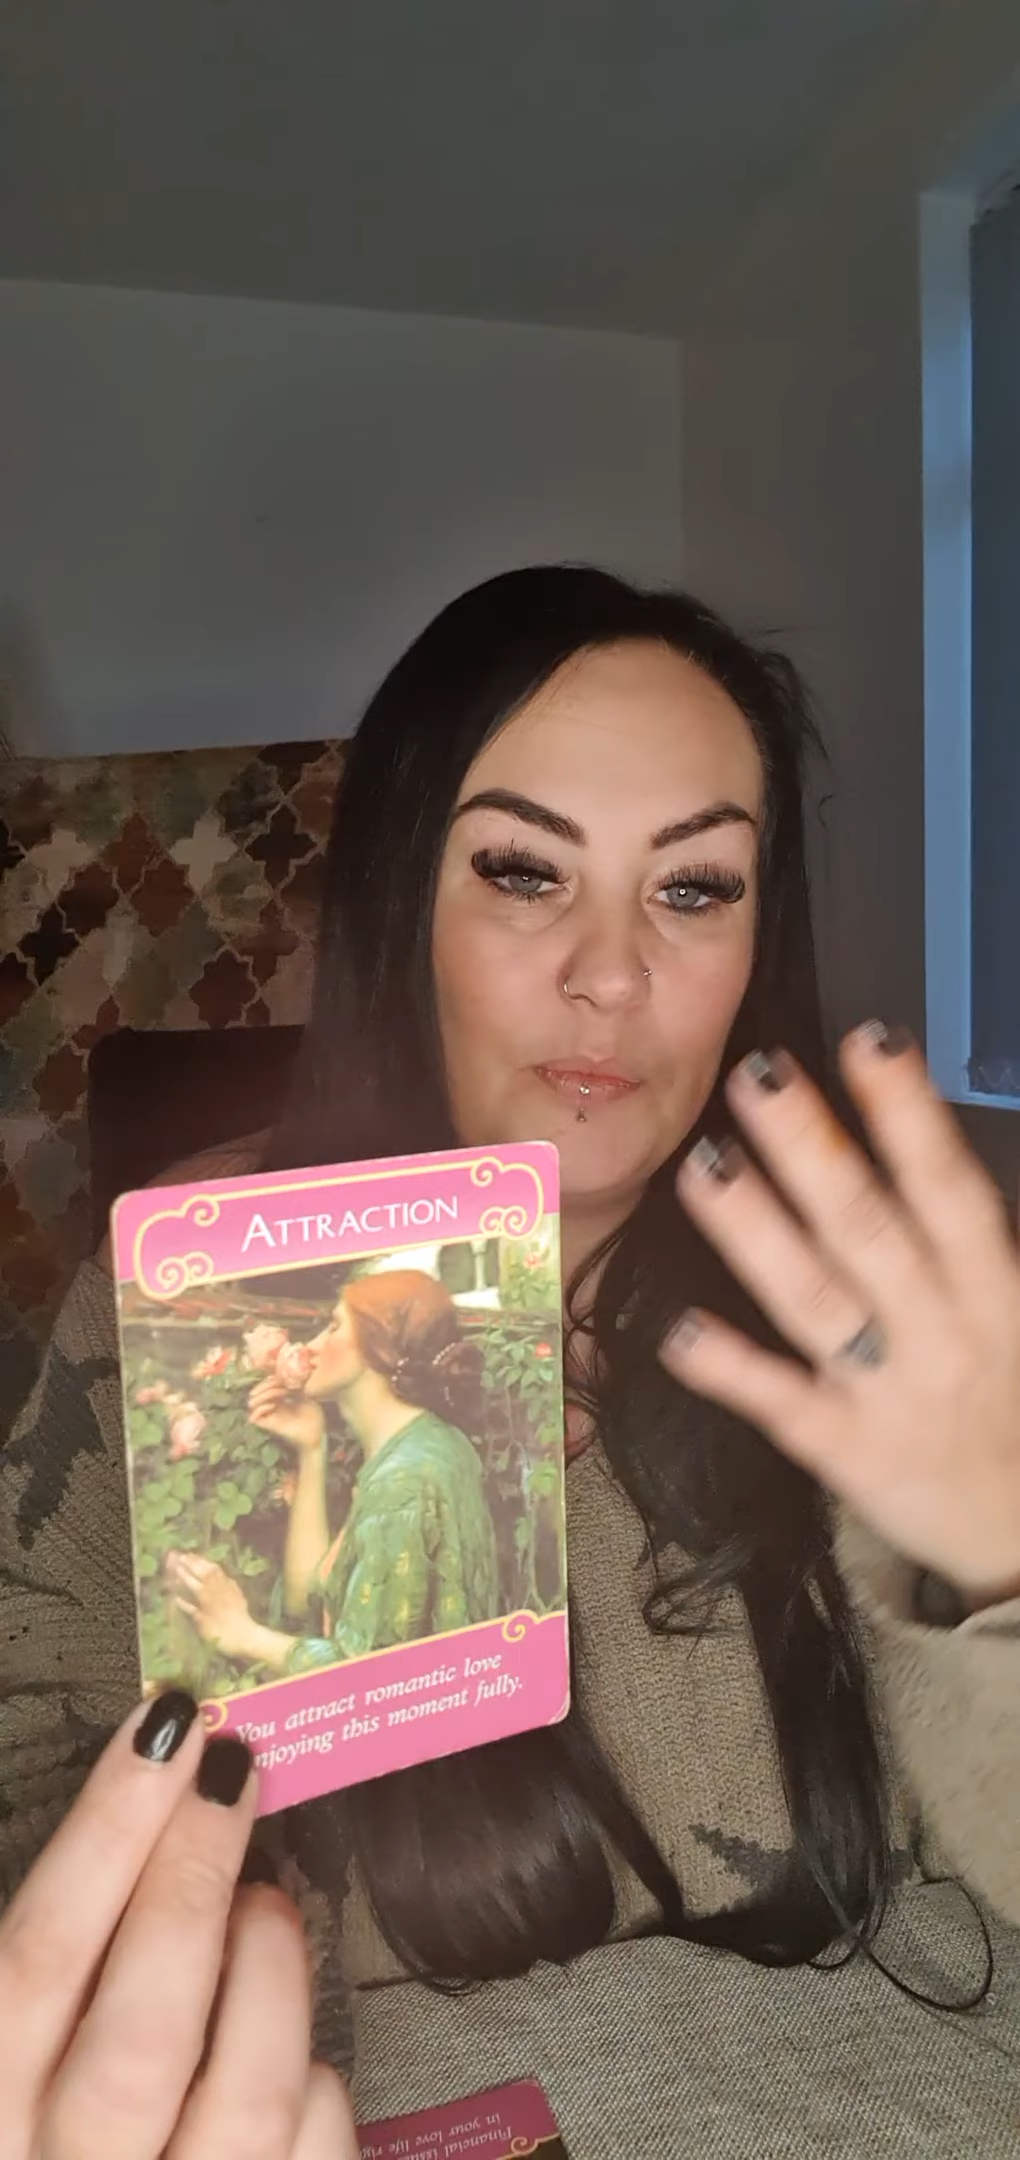 ATTRACTION
You attract romantic love
enjoying this moment fully.
Financial
in your love life